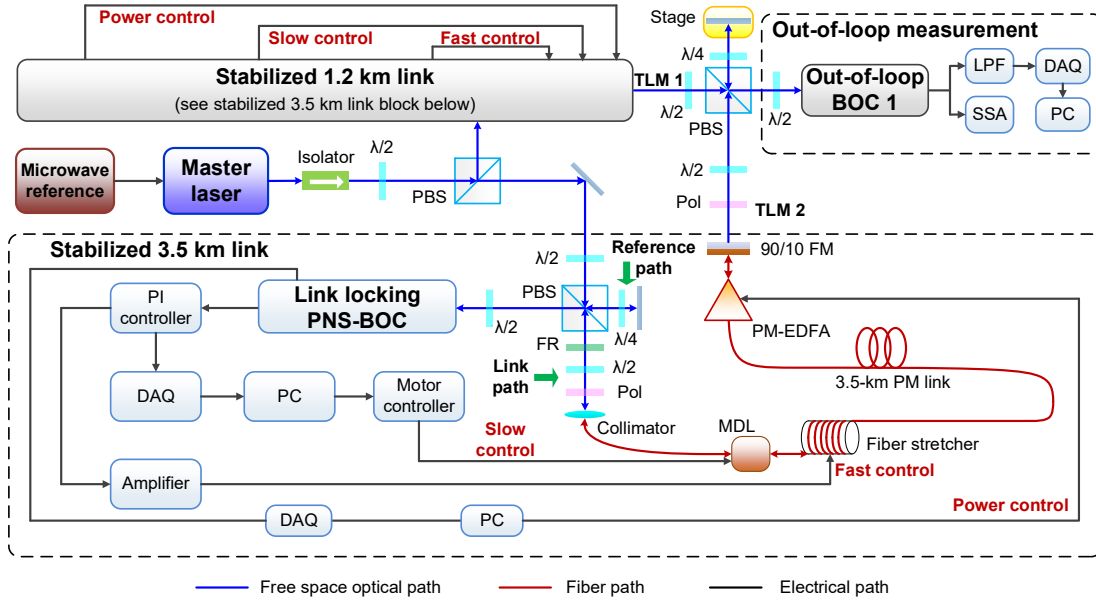 Power control
Slow control
Fast control
Stabilized 1.2 km link
(see stabilized 3.5 km link block below)
Stage
λ/4
TLM 1
λ/2
PBS
λ/2
Out-of-loop measurement
Out-of-loop
BOC 1
LPF
DAQ
SSA
PC
Microwave
reference
Master
laser
Isolator
λ/2
PBS
λ/2
Pol
TLM 2
90/10 FM
Stabilized 3.5 km link
λ/2
Reference
path
PBS
PI
controller
Link locking
PNS-BOC
λ/2
λ/4
FR
λ/2
Link
path
Pol
Collimator
PM-EDFA
3.5-km PM link
DAQ
PC
Motor
controller
Slow
control
MDL
Fiber stretcher
Fast control
Amplifier
Power control
DAQ
PC
Free space optical path
Fiber path
Electrical path